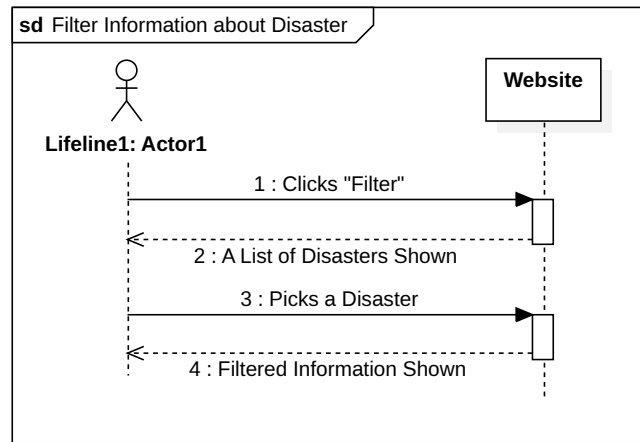 sd Filter Information about Disaster
Website
Lifeline1: Actor1
1 : Clicks "Filter"
2 : A List of Disasters Shown
3 : Picks a Disaster
4 : Filtered Information Shown